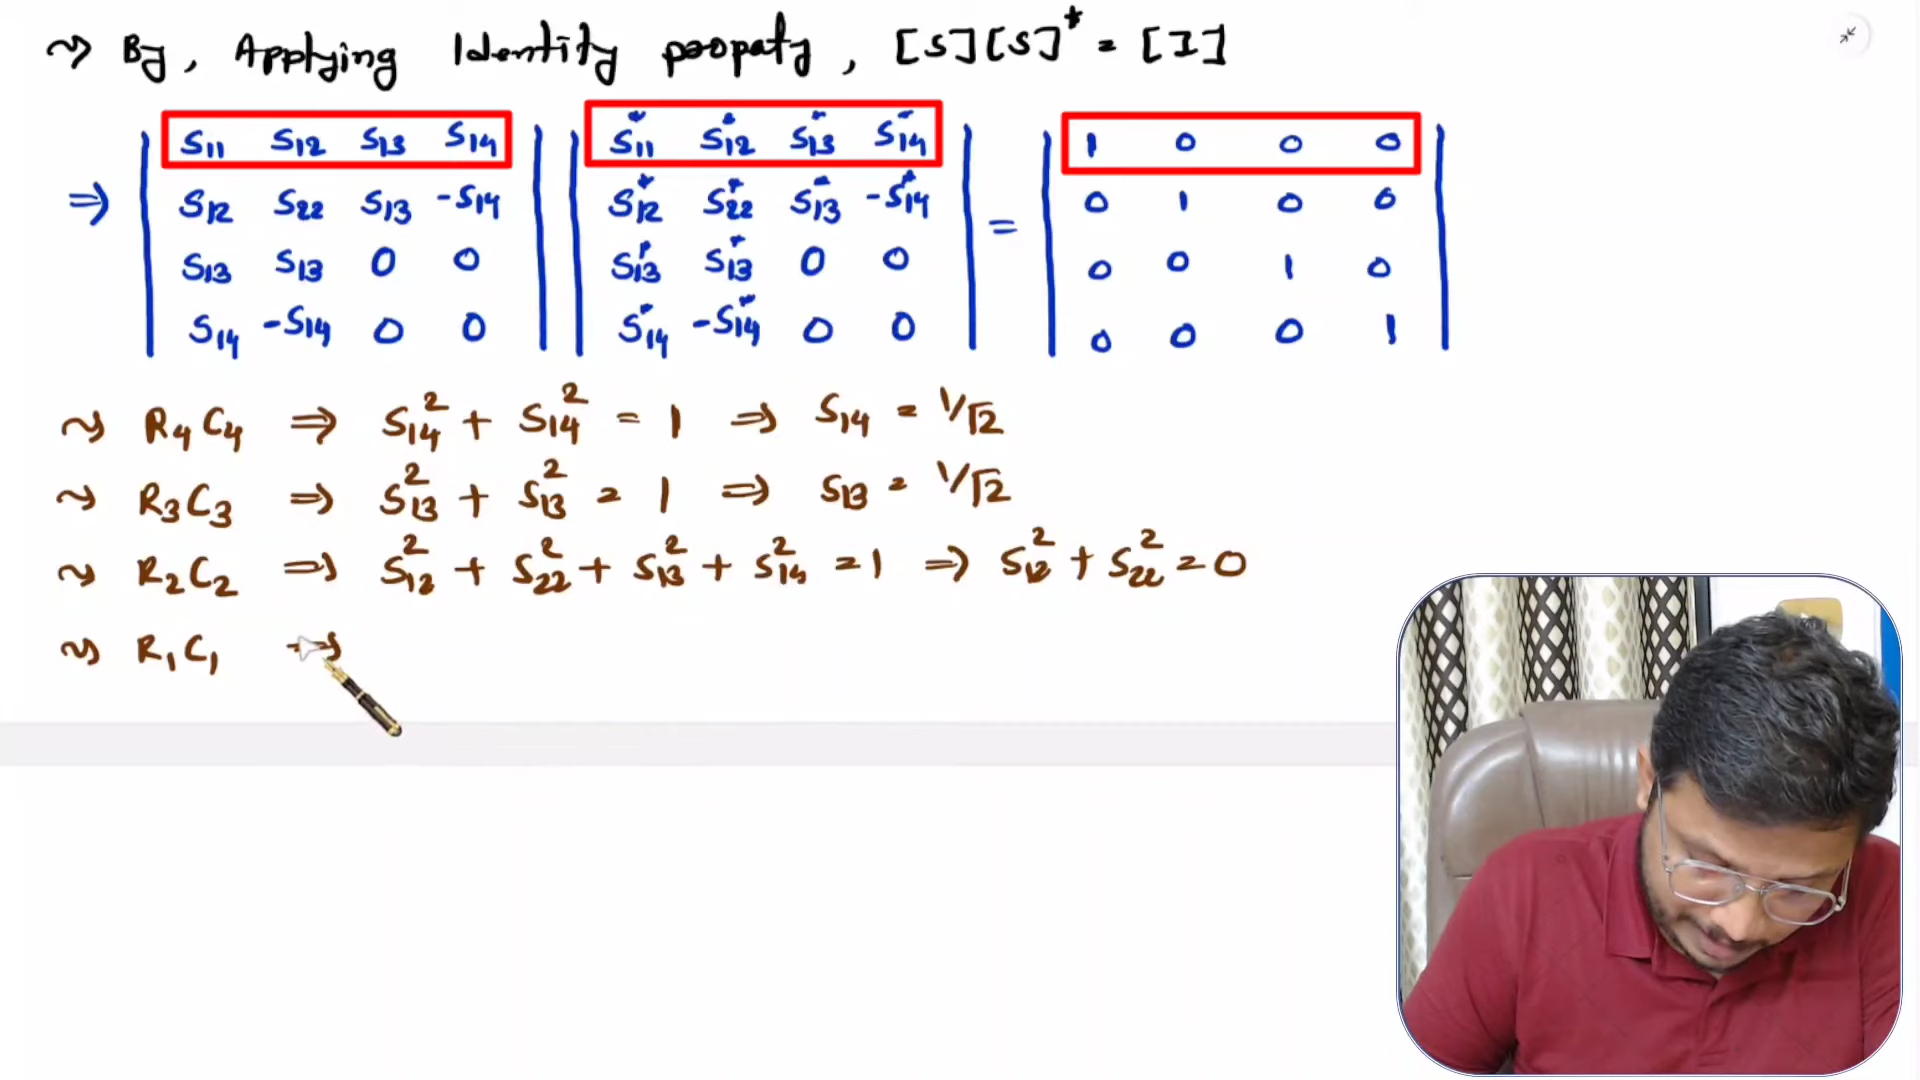 ~> By, Applying Identity propaty, [S][S]* = [I]
S11 S12 S13 S14 S11* S12* S13* S14* 1 0 0 0
S12 S22 S13 -S14 S12* S22* S13* -S14* 0 1 0 0
=> =
S13 S13 0 0 S13* S13* 0 0 0 0 1 0
S14 -S14 0 0 S14* -S14* 0 0 0 0 0 1
~> R4C4 => S14² + S14² = 1 => S14 = 1/√2
~> R3C3 => S13² + S13² = 1 => S13 = 1/√2
~> R2C2 => S12² + S22² + S13² + S14² = 1 => S12² + S22² = 0
~> R1C1 =>